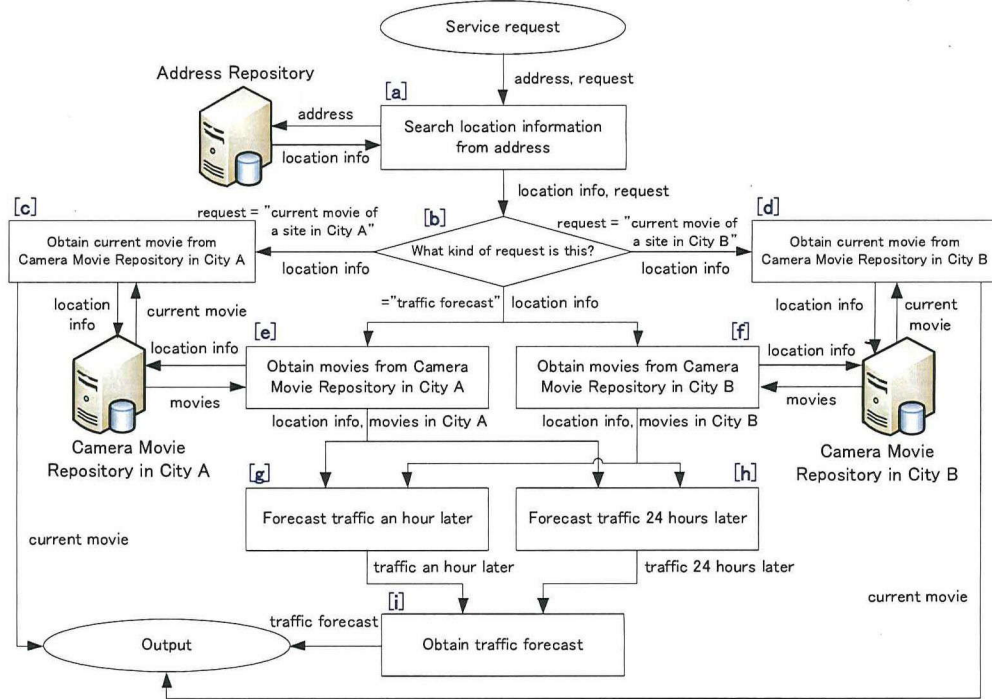 Service request
address, request
Address Repository
[a]
address
Search location information
from address
location info
location info, request
[c]
request = "current movie of
a site in City A"
[b]
request = "current movie of
a site in City B"
[d]
Obtain current movie from
Camera Movie Repository in City A
What kind of request is this?
Obtain current movie from
Camera Movie Repository in City B
location info
location info
location
info
current movie
="traffic forecast"
location info
location info
current
movie
[e]
[f]
location info
Obtain movies from Camera
Movie Repository in City A
Obtain movies from Camera
Movie Repository in City B
location info
movies
movies
location info, movies in City A
location info, movies in City B
Camera Movie
Repository in City A
Camera Movie
Repository in City B
[g]
[h]
Forecast traffic an hour later
Forecast traffic 24 hours later
current movie
traffic an hour later
traffic 24 hours later
current movie
[i]
traffic forecast
Output
Obtain traffic forecast